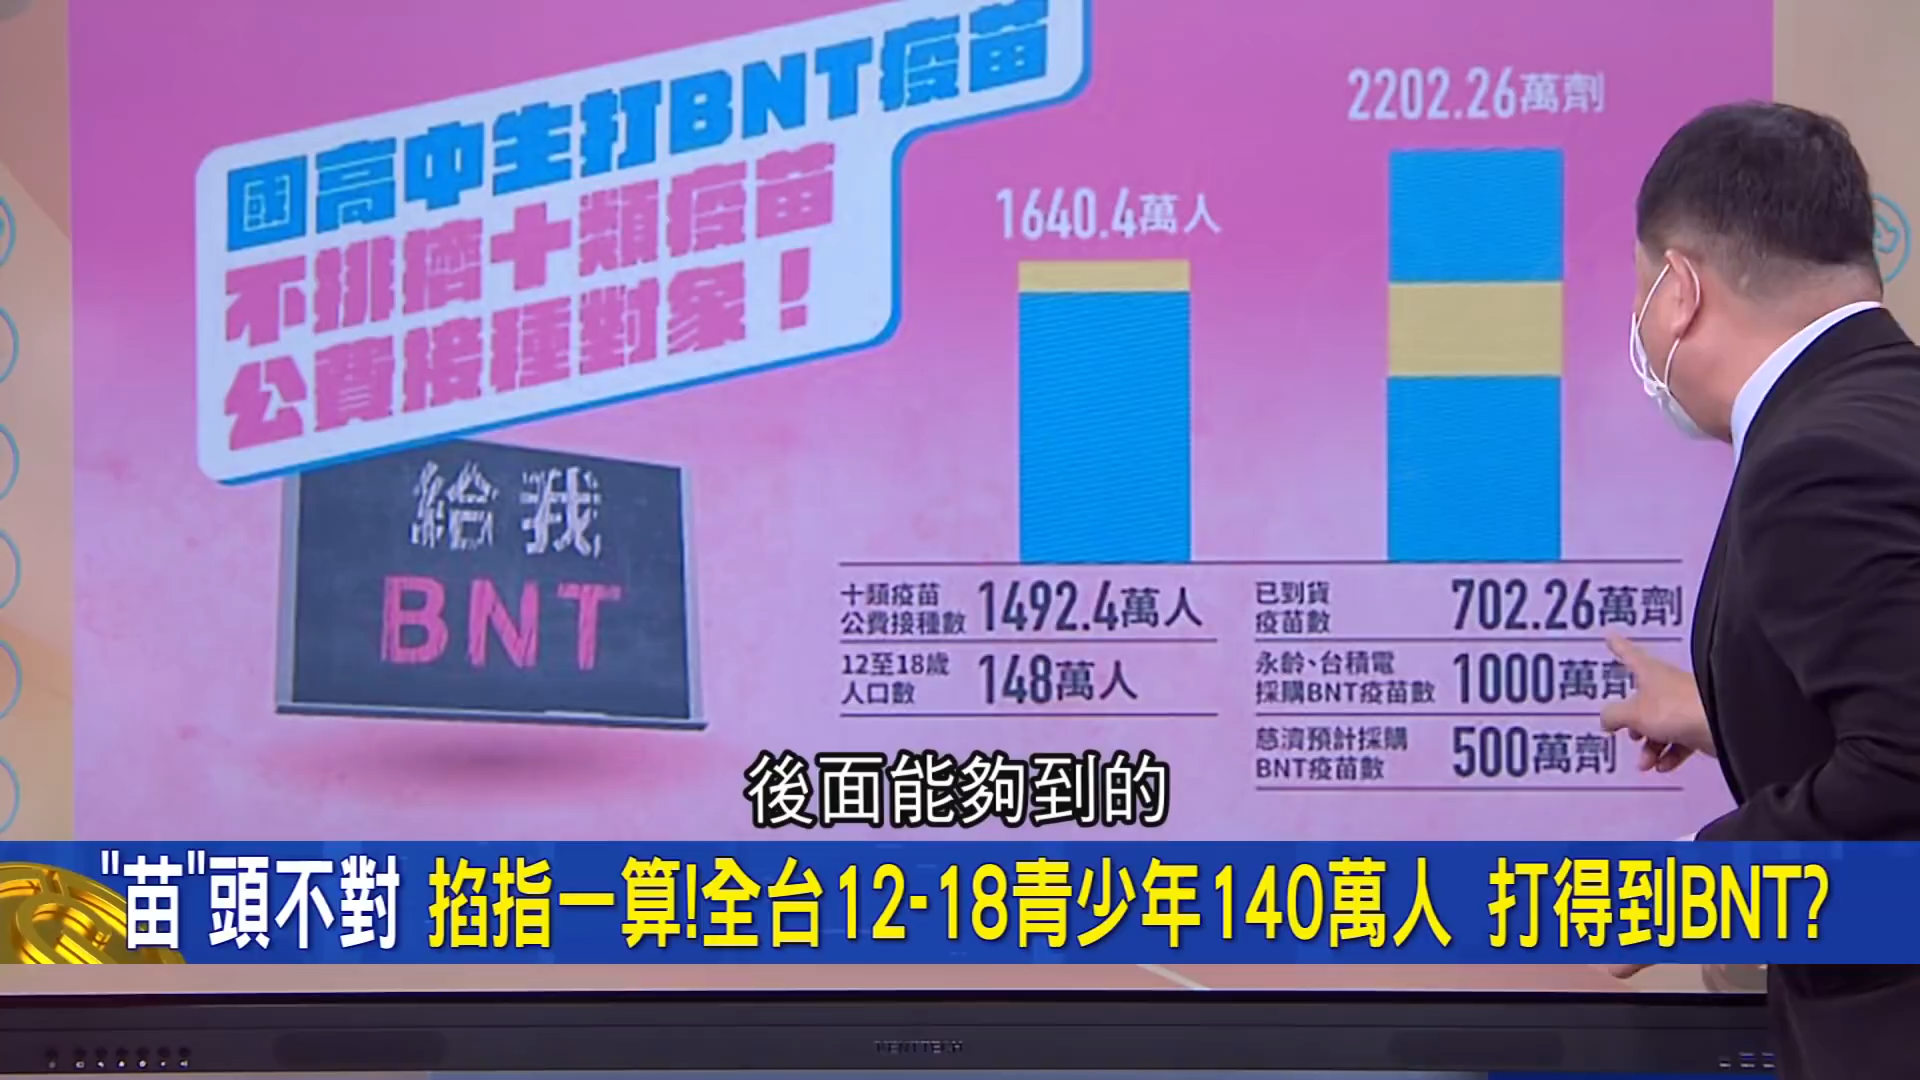 國高中生打BNT疫苗
不排擠十類疫苗
公費接種對象！
給我
BNT
1640.4萬人
2202.26萬劑
十類疫苗
公費接種數 1492.4萬人
12至18歲
人口數 148萬人
已到貨
疫苗數 702.26萬劑
永齡、台積電
採購BNT疫苗數 1000萬劑
慈濟預計採購
BNT疫苗數 500萬劑
後面能夠到的
"苗"頭不對 掐指一算!全台12-18青少年140萬人 打得到BNT?